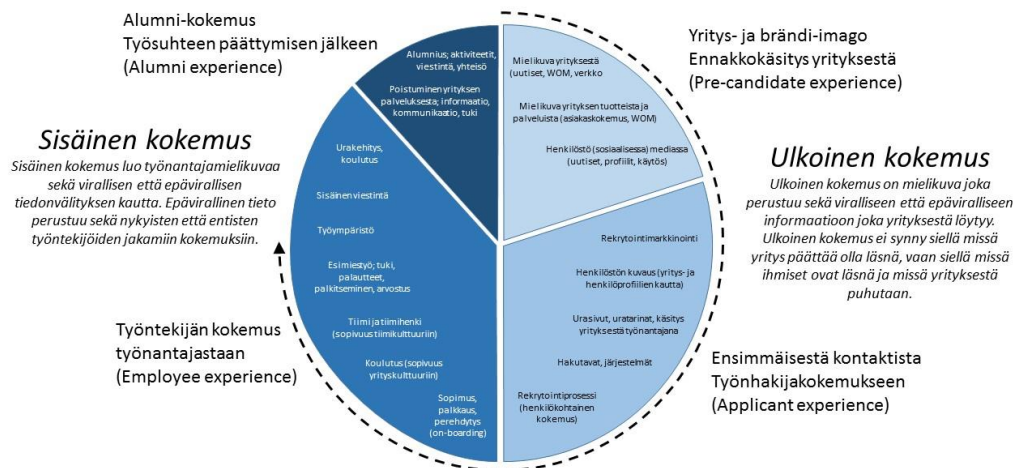 Alumni-kokemus
Työsuhteen päättymisen jälkeen
(Alumni experience)
Yritys- ja brändi-imago
Ennakkokäsitys yrityksestä
(Pre-candidate experience)
Alumnius; aktiviteetit,
viestintä, yhteisö
Poistuminen yrityksen
palveluksesta; informaatio,
kommunikaatio, tuki
Mielikuva yrityksestä
(uutiset, WOM, verkko
Mielikuva yrityksen tuotteista ja
palveluista (asiakaskokemus, WOM)
Henkilöstö (sosiaalisessa) mediassa
(uutiset, profiilit, käytös)
Sisäinen kokemus
Sisäinen kokemus luo työnantajamielikuvaa
sekä virallisen että epävirallisen
tiedonvälityksen kautta. Epävirallinen tieto
perustuu sekä nykyisten että entisten
työntekijöiden jakamiin kokemuksiin.
Ulkoinen kokemus
Ulkoinen kokemus on mielikuva joka
perustuu sekä viralliseen että epäviralliseen
informaatioon joka yrityksestä löytyy.
Ulkoinen kokemus ei synny siellä missä
yritys päättää olla läsnä, vaan siellä missä
ihmiset ovat läsnä ja missä yrityksestä
puhutaan.
Urakehitys,
koulutus
Sisäinen viestintä
Työympäristö
Esimiestyö; tuki,
palautteet,
palkitseminen, arvostus
Tiimi ja tiimihenki
(sopivuus tiimikulttuuriin)
Koulutus (sopivuus
yrityskulttuuriin)
Sopimus,
palkkaus,
perehdytys
(on-boarding)
Rekrytointimarkkinointi
Henkilöstön kuvaus (yritys- ja
henkilöprofiilien kautta)
Urasivut, uratarinat, käsitys
yrityksestä työnantajana
Hakutavat, järjestelmät
Rekrytointiprosessi
(henkilökohtainen
kokemus)
Työntekijän kokemus
työnantajastaan
(Employee experience)
Ensimmäisestä kontaktista
Työnhakijakokemukseen
(Applicant experience)